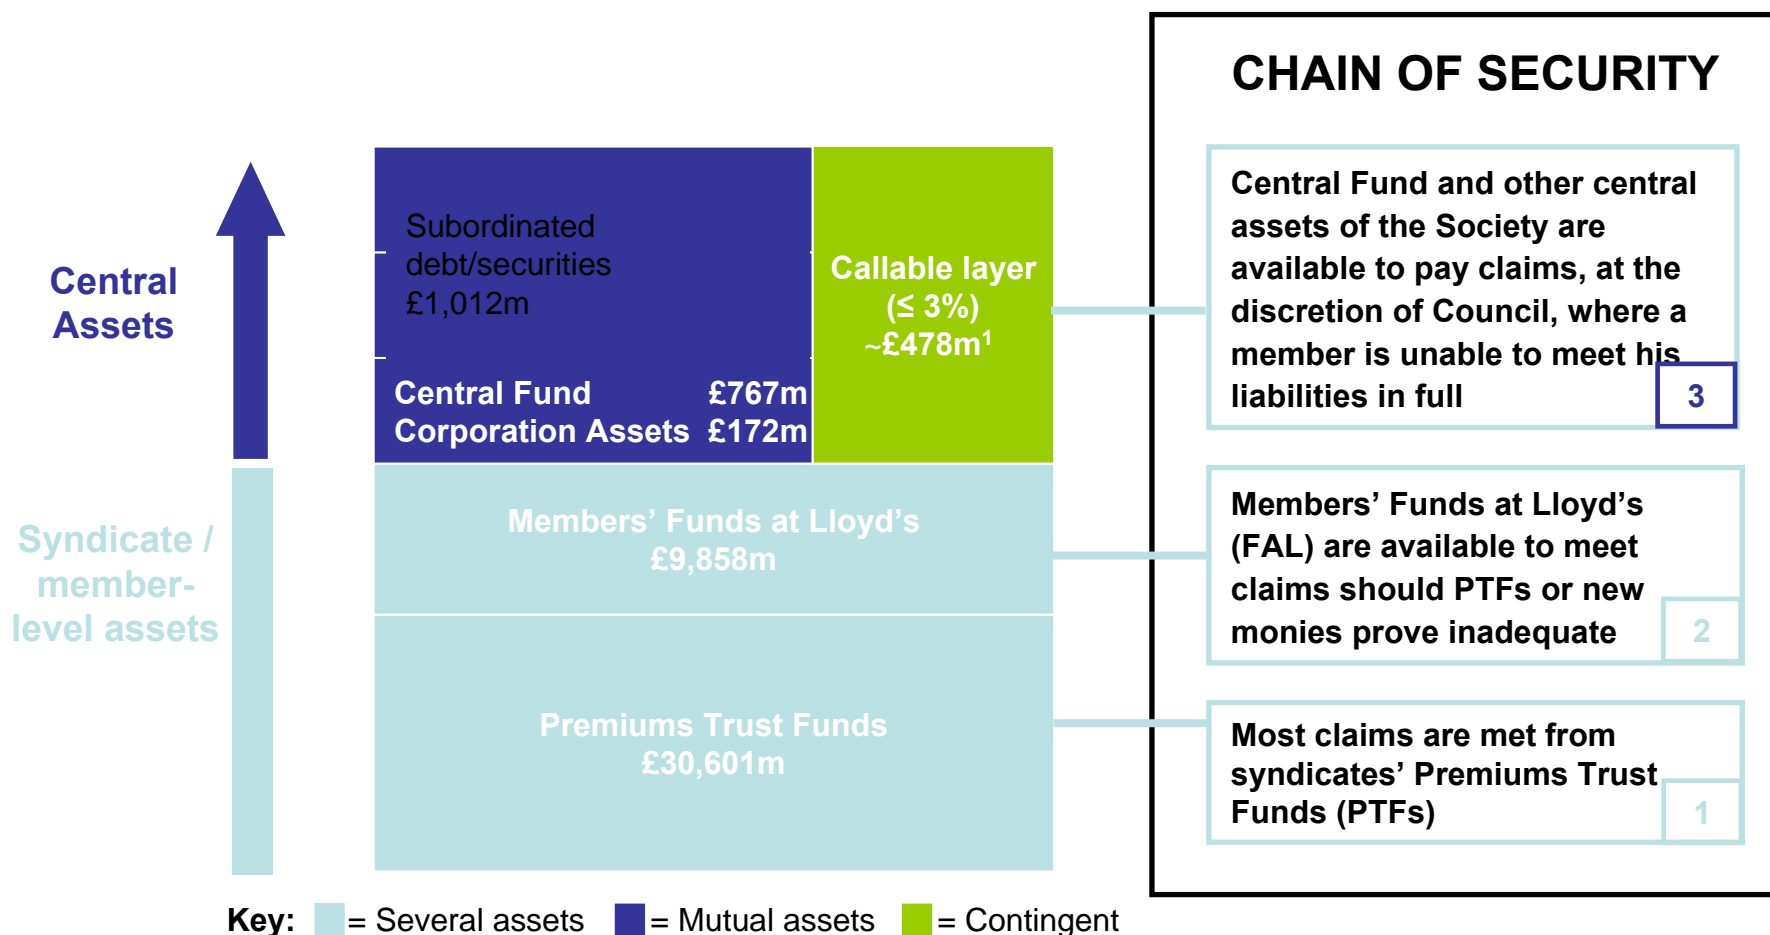 CHAIN OF SECURITY
Central
Assets
Subordinated
debt/securities
£1,012m
Central Fund £767m
Corporation Assets £172m
Callable layer
(≤ 3%)
~£478m¹
Central Fund and other central
assets of the Society are
available to pay claims, at the
discretion of Council, where a
member is unable to meet his
liabilities in full
3
Syndicate /
member-
level assets
Members’ Funds at Lloyd’s
£9,858m
Members’ Funds at Lloyd’s
(FAL) are available to meet
claims should PTFs or new
monies prove inadequate
2
Premiums Trust Funds
£30,601m
Most claims are met from
syndicates’ Premiums Trust
Funds (PTFs)
1
Key: = Several assets = Mutual assets = Contingent